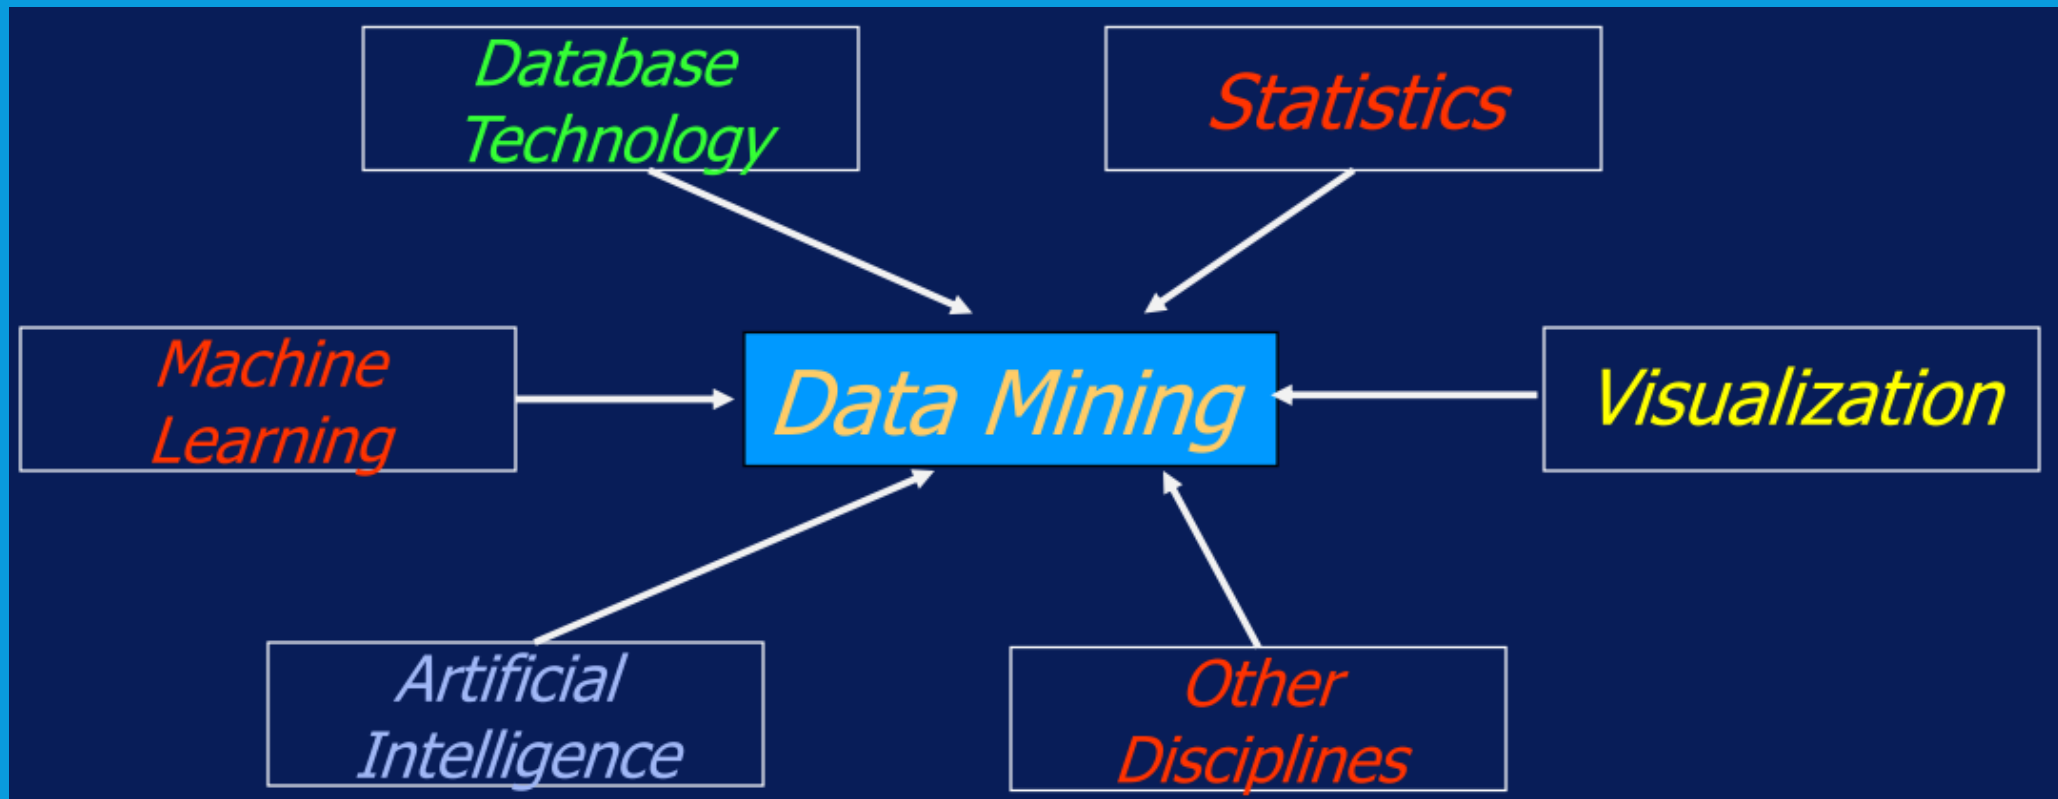 Database
Technology
Statistics
Machine
Learning
Data Mining
Visualization
Artificial
Intelligence
Other
Disciplines